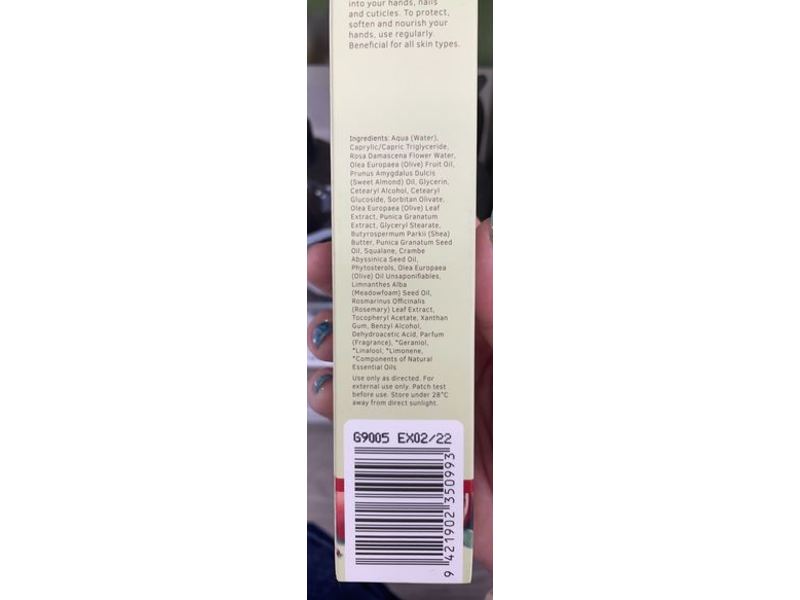 into your hands, nails
and cuticles. To protect,
soften and nourish your
hands, use regularly.
Beneficial for all skin types.
Ingredients: Aqua (Water),
Caprylic/Capric Triglyceride,
Rosa Damascena Flower Water,
Olea Europaea (Olive) Fruit Oil,
Prunus Amygdalus Dulcis
(Sweet Almond) Oil, Glycerin,
Cetearyl Alcohol, Cetearyl
Glucoside, Sorbitan Olivate,
Olea Europaea (Olive) Leaf
Extract, Punica Granatum
Extract, Glyceryl Stearate,
Butyrospermum Parkii (Shea)
Butter, Punica Granatum Seed
Oil, Squalane, Crambe
Abyssinica Seed Oil,
Phytosterols, Olea Europaea
(Olive) Oil Unsaponifiables,
Limnanthes Alba
(Meadowfoam) Seed Oil,
Rosmarinus Officinalis
(Rosemary) Leaf Extract,
Tocopheryl Acetate, Xanthan
Gum, Benzyl Alcohol,
Dehydroacetic Acid, Parfum
(Fragrance), *Geraniol,
*Linalool, *Limonene,
*Components of Natural
Essential Oils
Use only as directed. For
external use only. Patch test
before use. Store under 28°C
away from direct sunlight.
G9005 EX02/22
9 421902 350993